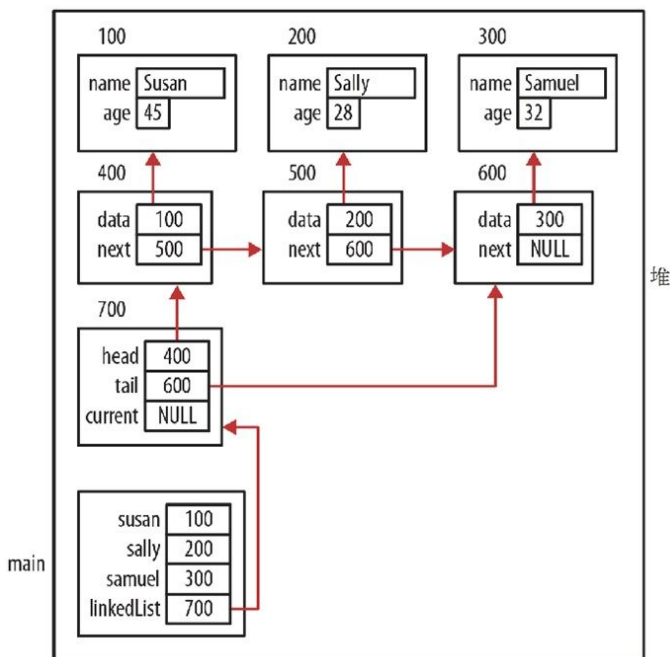 100
200
300
name Susan
age 45
name Sally
age 28
name Samuel
age 32
400
500
600
data 100
next 500
data 200
next 600
data 300
next NULL
堆
700
head 400
tail 600
current NULL
main
susan 100
sally 200
samuel 300
linkedList 700